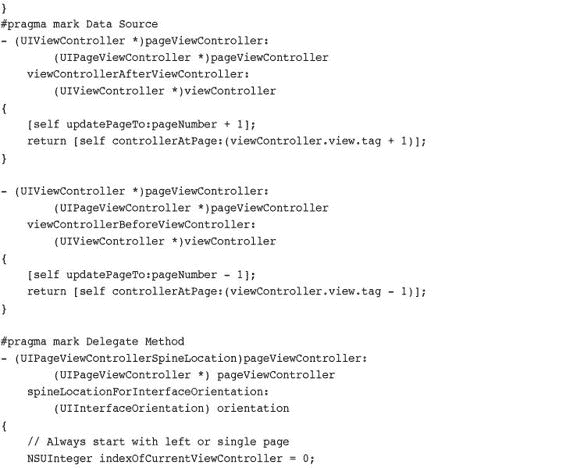 }
#pragma mark Data Source
- (UIViewController *)pageViewController:
        (UIPageViewController *)pageViewController
    viewControllerAfterViewController:
        (UIViewController *)viewController
{
    [self updatePageTo:pageNumber + 1];
    return [self controllerAtPage:(viewController.view.tag + 1)];
}

- (UIViewController *)pageViewController:
        (UIPageViewController *)pageViewController
    viewControllerBeforeViewController:
        (UIViewController *)viewController
{
    [self updatePageTo:pageNumber - 1];
    return [self controllerAtPage:(viewController.view.tag - 1)];
}

#pragma mark Delegate Method
- (UIPageViewControllerSpineLocation)pageViewController:
        (UIPageViewController *) pageViewController
    spineLocationForInterfaceOrientation:
        (UIInterfaceOrientation) orientation
{
    // Always start with left or single page
    NSUInteger indexOfCurrentViewController = 0;